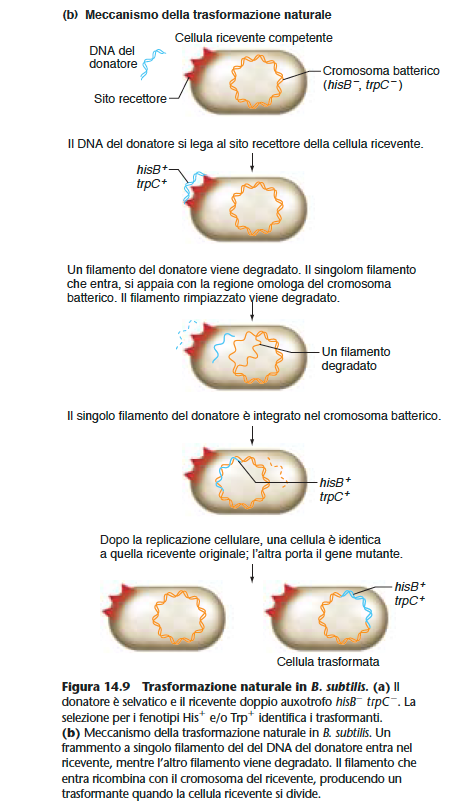 (b) Meccanismo della trasformazione naturale
Cellula ricevente competente
DNA del
donatore
Sito recettore
Cromosoma batterico
(hisB⁻, trpC⁻)
Il DNA del donatore si lega al sito recettore della cellula ricevente.
hisB⁺
trpC⁺
Un filamento del donatore viene degradato. Il singolom filamento
che entra, si appaia con la regione omologa del cromosoma
batterico. Il filamento rimpiazzato viene degradato.
Un filamento
degradato
Il singolo filamento del donatore è integrato nel cromosoma batterico.
hisB⁺
trpC⁺
Dopo la replicazione cellulare, una cellula è identica
a quella ricevente originale; l'altra porta il gene mutante.
hisB⁺
trpC⁺
Cellula trasformata
Figura 14.9 Trasformazione naturale in B. subtilis. (a) Il
donatore è selvatico e il ricevente doppio auxotrofo hisB⁻ trpC⁻. La
selezione per i fenotipi His⁺ e/o Trp⁺ identifica i trasformanti.
(b) Meccanismo della trasformazione naturale in B. subtilis. Un
frammento a singolo filamento del del DNA del donatore entra nel
ricevente, mentre l'altro filamento viene degradato. Il filamento che
entra ricombina con il cromosoma del ricevente, producendo un
trasformante quando la cellula ricevente si divide.